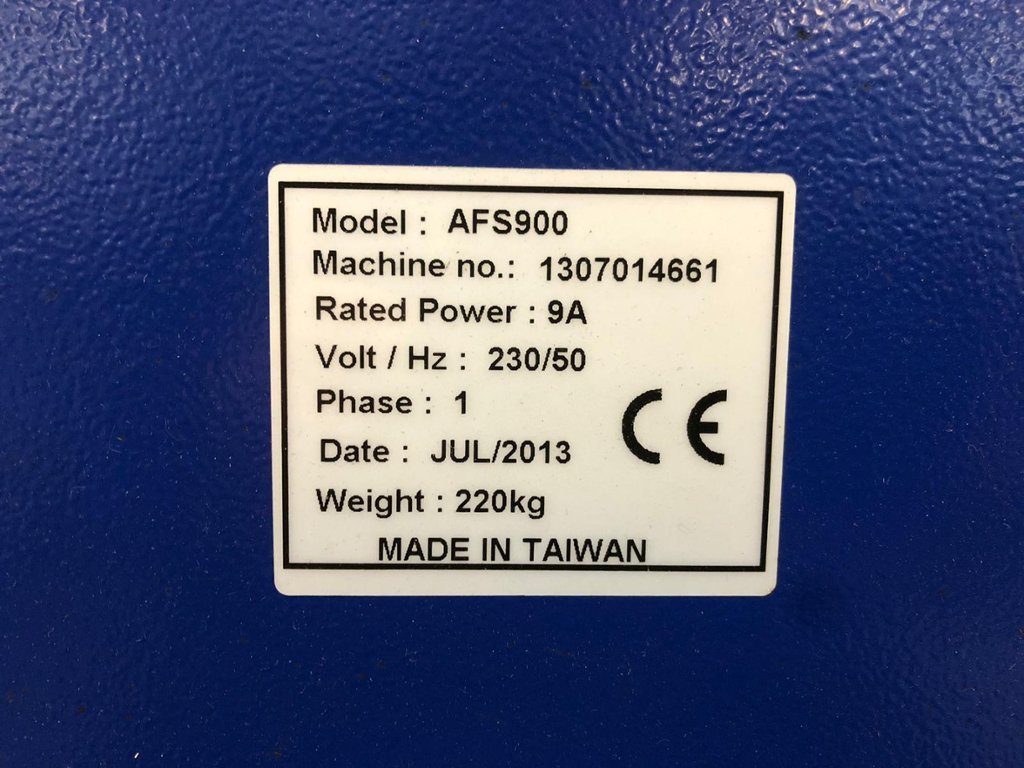 Model : AFS900
Machine no.: 1307014661
Rated Power : 9A
Volt / Hz : 230/50
Phase : 1
Date : JUL/2013
CE
Weight : 220kg
MADE IN TAIWAN